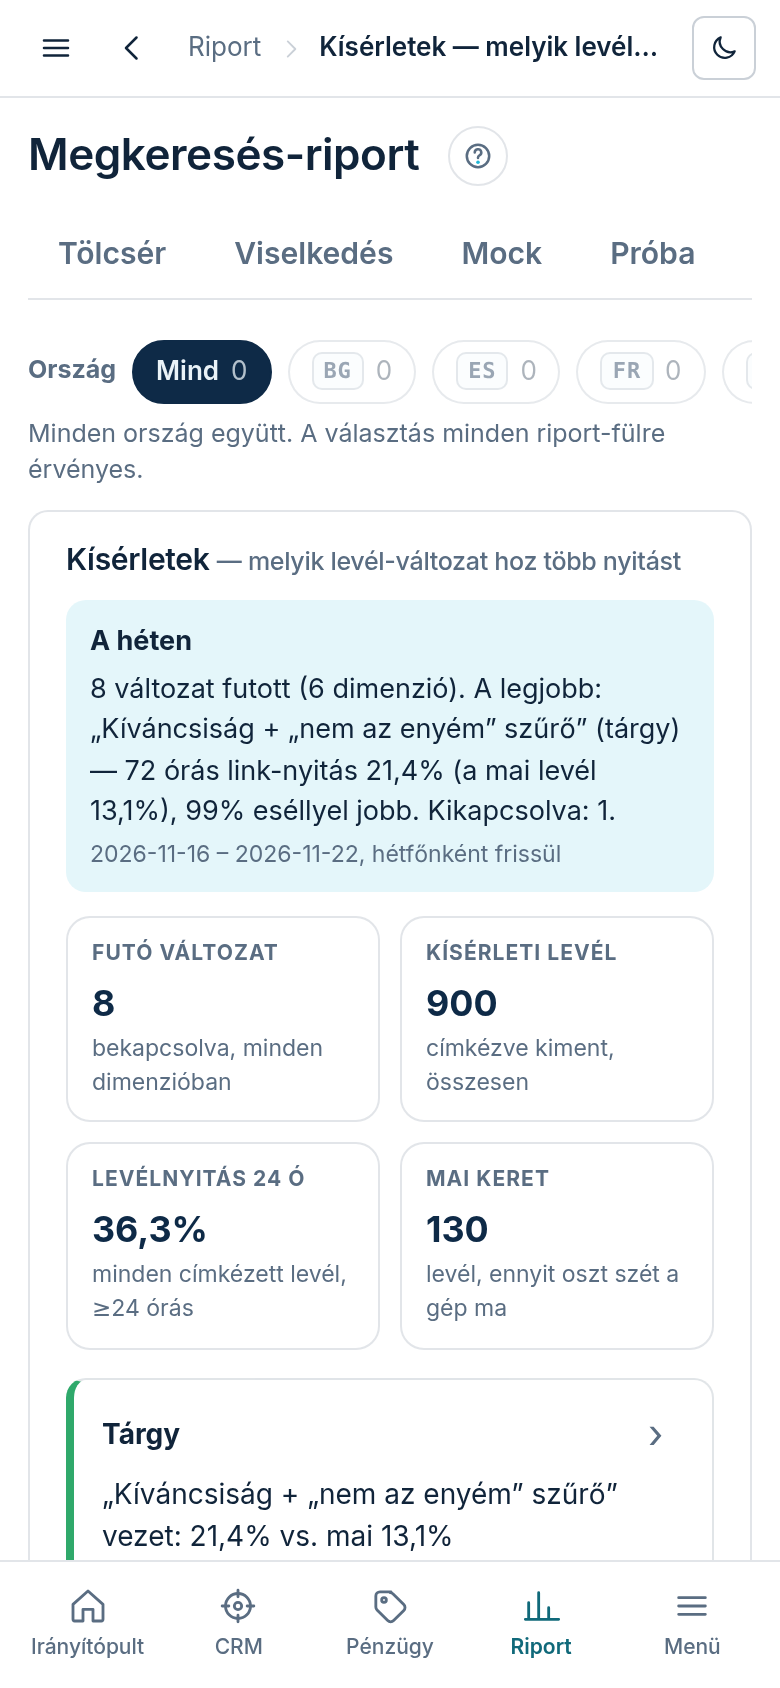 Riport
Kísérletek — melyik levél...
Megkeresés-riport
Tölcsér Viselkedés Mock Próba
Ország Mind 0 BG 0 ES 0 FR 0
Minden ország együtt. A választás minden riport-fülre
érvényes.
Kísérletek — melyik levél-változat hoz több nyitást
A héten
8 változat futott (6 dimenzió). A legjobb:
„Kíváncsiság + „nem az enyém” szűrő” (tárgy)
— 72 órás link-nyitás 21,4% (a mai levél
13,1%), 99% eséllyel jobb. Kikapcsolva: 1.
2026-11-16 – 2026-11-22, hétfőnként frissül
FUTÓ VÁLTOZAT
8
bekapcsolva, minden
dimenzióban
KÍSÉRLETI LEVÉL
900
címkézve kiment,
összesen
LEVÉLNYITÁS 24 Ó
36,3%
minden címkézett levél,
≥24 órás
MAI KERET
130
levél, ennyit oszt szét a
gép ma
Tárgy
„Kíváncsiság + „nem az enyém” szűrő”
vezet: 21,4% vs. mai 13,1%
Irányítópult CRM Pénzügy Riport Menü